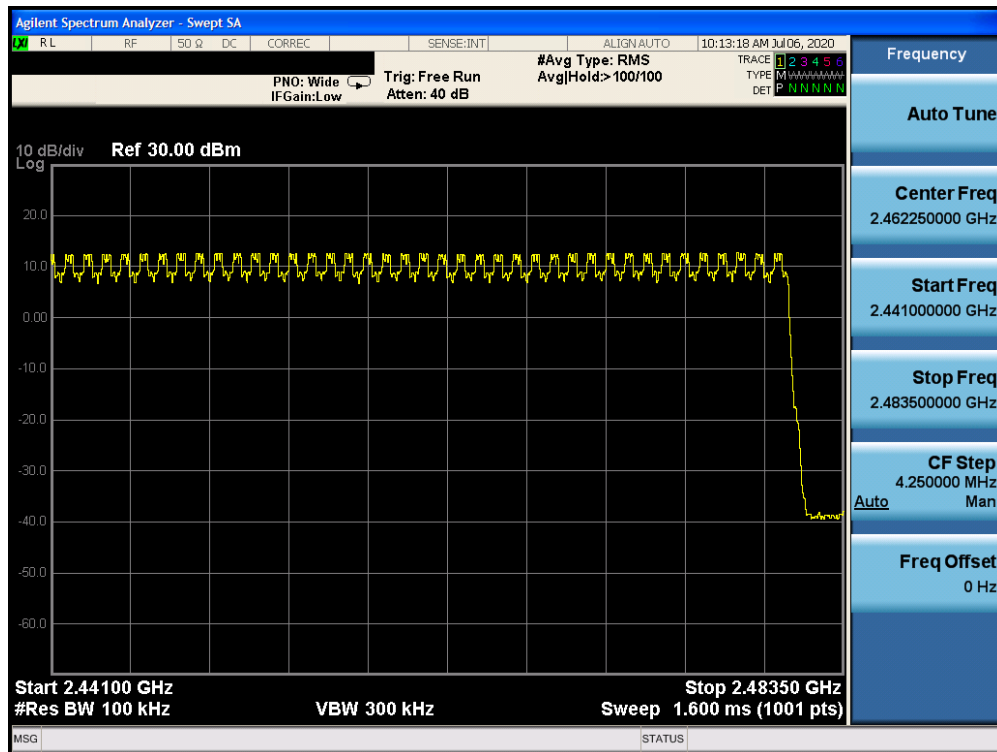 Agilent Spectrum Analyzer - Swept SA
LXI RL RF 50 Ω DC CORREC SENSE:INT ALIGN AUTO 10:13:18 AM Jul 06, 2020
Frequency
PNO: Wide
IFGain:Low
Trig: Free Run
Atten: 40 dB
#Avg Type: RMS
Avg|Hold:>100/100
TRACE 1 2 3 4 5 6
TYPE M
DET P N N N N N
Auto Tune
10 dB/div Ref 30.00 dBm
Log
20.0
10.0
0.00
-10.0
-20.0
-30.0
-40.0
-50.0
-60.0
Center Freq
2.462250000 GHz
Start Freq
2.441000000 GHz
Stop Freq
2.483500000 GHz
CF Step
4.250000 MHz
Auto Man
Freq Offset
0 Hz
Start 2.44100 GHz Stop 2.48350 GHz
#Res BW 100 kHz VBW 300 kHz Sweep 1.600 ms (1001 pts)
MSG STATUS